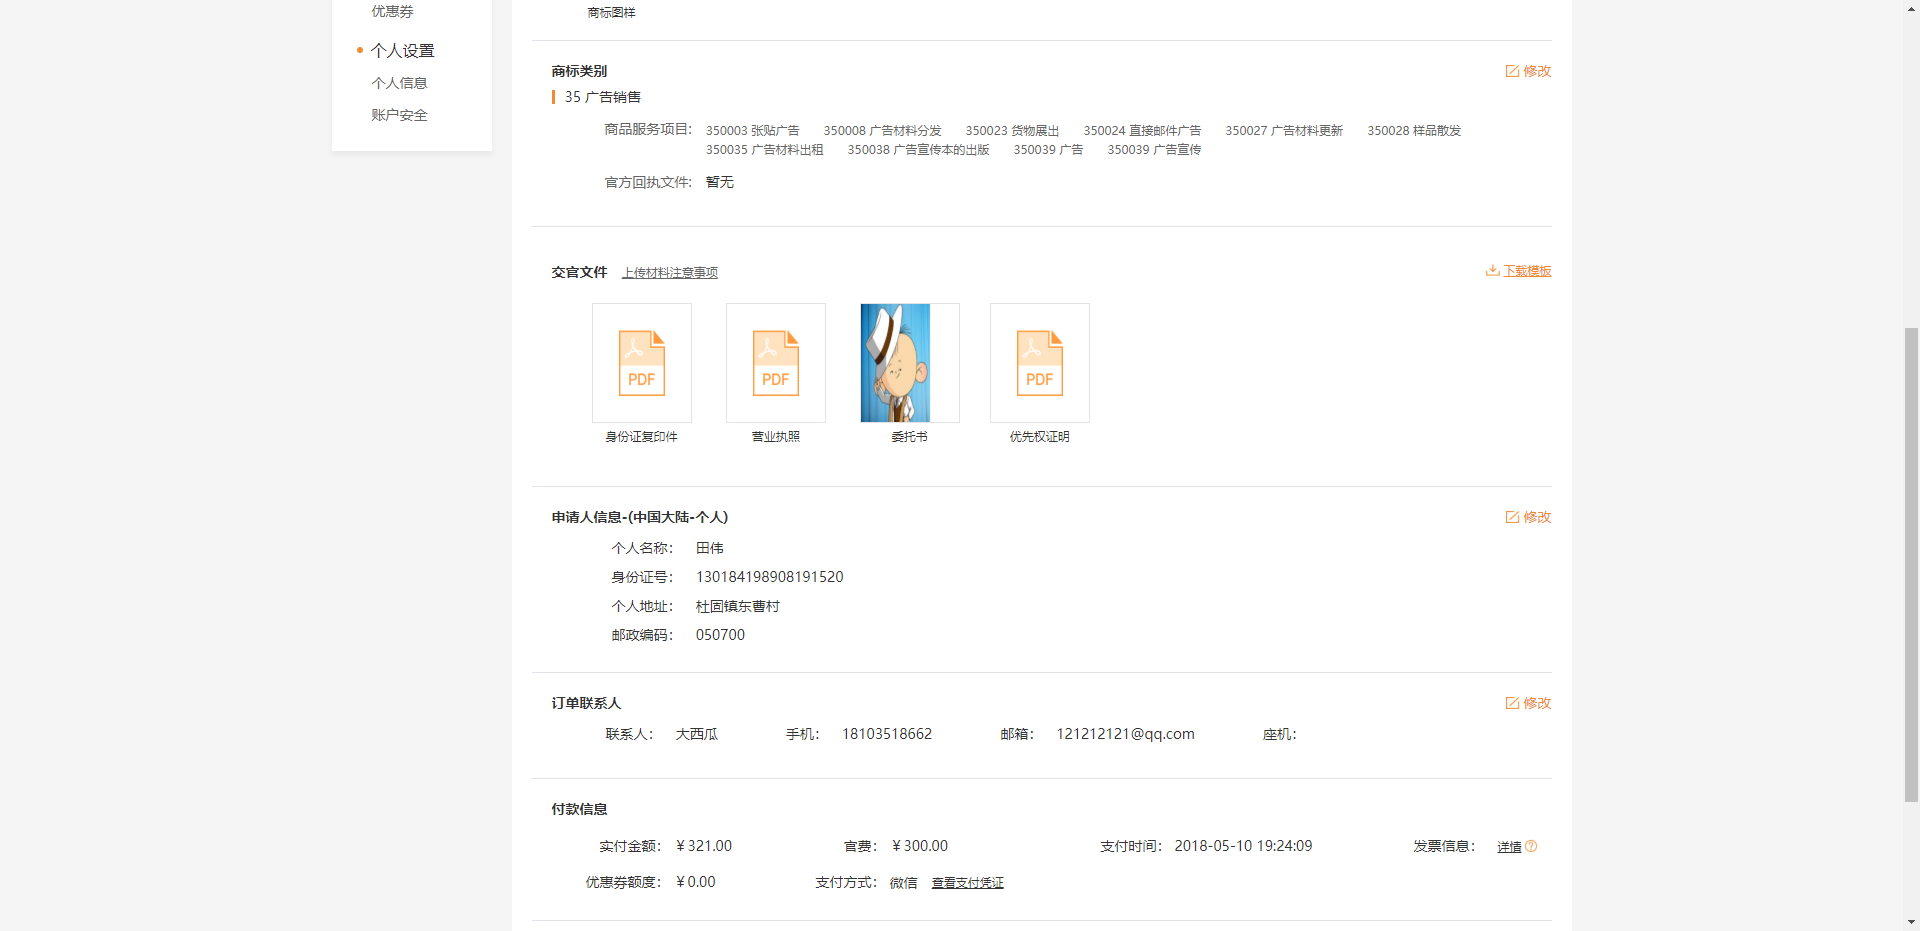 优惠券
个人设置
个人信息
账户安全
商标图样
商标类别 修改
35 广告销售
商品服务项目: 350003 张贴广告 350008 广告材料分发 350023 货物展出 350024 直接邮件广告 350027 广告材料更新 350028 样品散发
350035 广告材料出租 350038 广告宣传本的出版 350039 广告 350039 广告宣传
官方回执文件: 暂无
交官文件 上传材料注意事项 下载模板
PDF PDF PDF
身份证复印件 营业执照 委托书 优先权证明
申请人信息-(中国大陆-个人) 修改
个人名称: 田伟
身份证号: 130184198908191520
个人地址: 杜固镇东曹村
邮政编码: 050700
订单联系人 修改
联系人: 大西瓜 手机: 18103518662 邮箱: 121212121@qq.com 座机:
付款信息
实付金额: ¥321.00 官费: ¥300.00 支付时间: 2018-05-10 19:24:09 发票信息: 详情 ?
优惠券额度: ¥0.00 支付方式: 微信 查看支付凭证